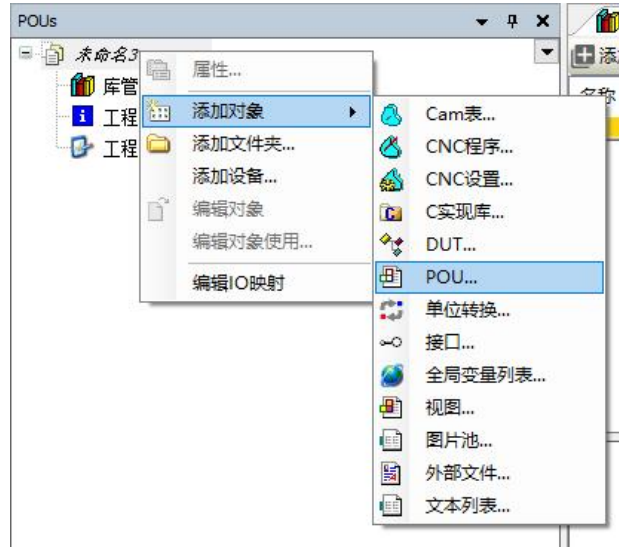 POUs
未命名3
库管
工程
工程
属性...
添加对象
添加文件夹...
添加设备...
编辑对象
编辑对象使用...
编辑IO映射
Cam表...
CNC程序...
CNC设置...
C实现库...
DUT...
POU...
单位转换...
接口...
全局变量列表...
视图...
图片池...
外部文件...
文本列表...
添
名称